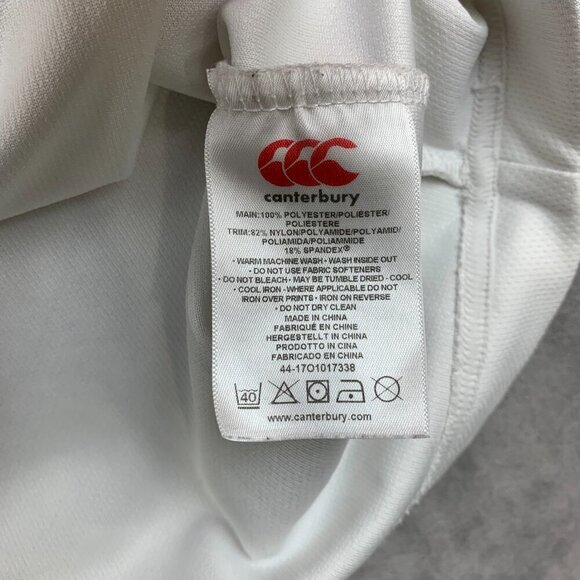 canterbury
MAIN:100% POLYESTER/POLIÉSTER/
POLIESTERE
TRIM:82% NYLON/POLYAMIDE/POLYAMID/
POLIAMIDA/POLIAMMIDE
18% SPANDEX®
• WARM MACHINE WASH • WASH INSIDE OUT
• DO NOT USE FABRIC SOFTENERS
• DO NOT BLEACH • MAY BE TUMBLE DRIED - COOL
• COOL IRON - WHERE APPLICABLE DO NOT
IRON OVER PRINTS • IRON ON REVERSE
• DO NOT DRY CLEAN
MADE IN CHINA
FABRIQUÉ EN CHINE
HERGESTELLT IN CHINA
PRODOTTO IN CINA
FABRICADO EN CHINA
44-17O1017338
40
www.canterbury.com